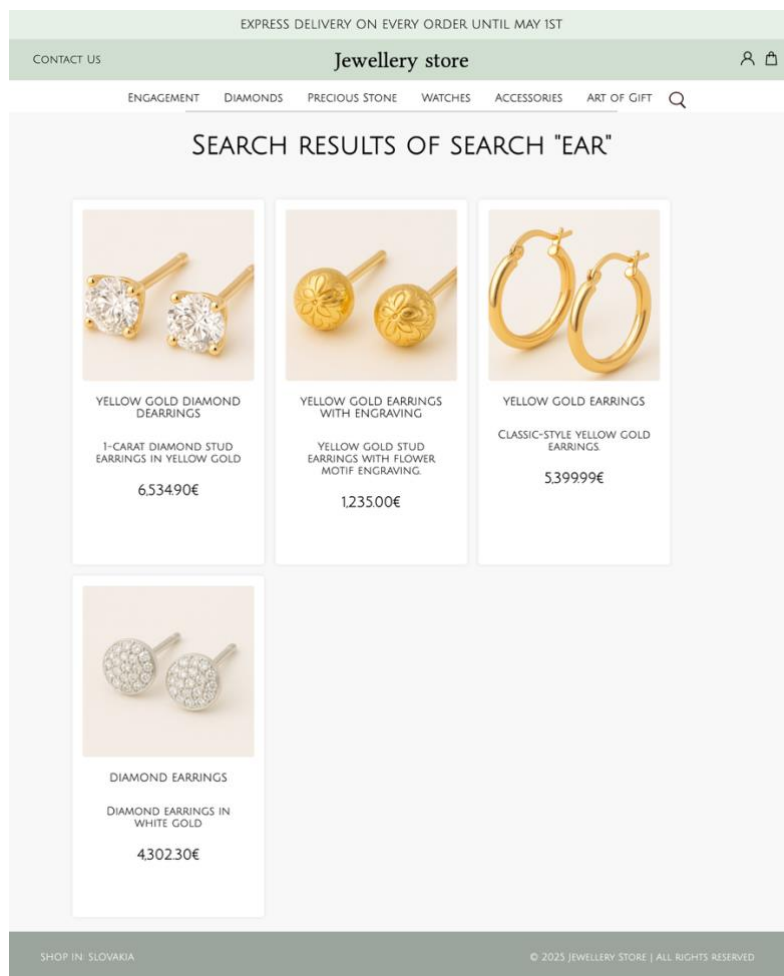 EXPRESS DELIVERY ON EVERY ORDER UNTIL MAY 1ST
CONTACT US
Jewellery store
ENGAGEMENT DIAMONDS PRECIOUS STONE WATCHES ACCESSORIES ART OF GIFT
SEARCH RESULTS OF SEARCH "EAR"
YELLOW GOLD DIAMOND
DEARRINGS
1-CARAT DIAMOND STUD
EARRINGS IN YELLOW GOLD
6,534.90€
YELLOW GOLD EARRINGS
WITH ENGRAVING
YELLOW GOLD STUD
EARRINGS WITH FLOWER
MOTIF ENGRAVING.
1,235.00€
YELLOW GOLD EARRINGS
CLASSIC-STYLE YELLOW GOLD
EARRINGS.
5,399.99€
DIAMOND EARRINGS
DIAMOND EARRINGS IN
WHITE GOLD
4,302.30€
SHOP IN: SLOVAKIA
© 2025 JEWELLERY STORE | ALL RIGHTS RESERVED